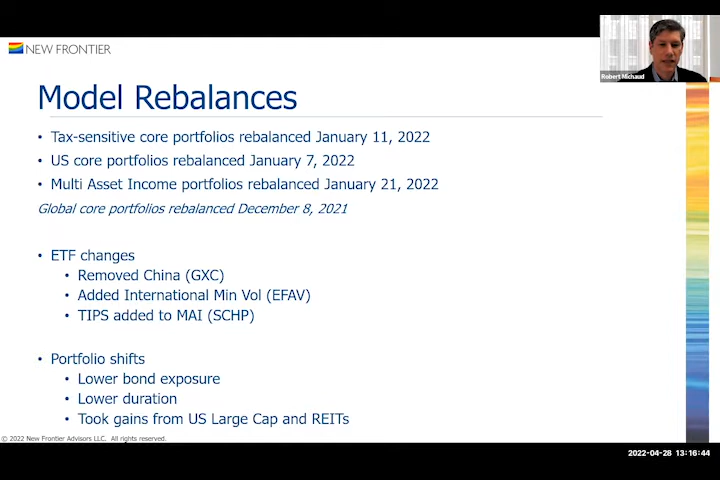 NEW FRONTIER
Robert Michaud
Model Rebalances
• Tax-sensitive core portfolios rebalanced January 11, 2022
• US core portfolios rebalanced January 7, 2022
• Multi Asset Income portfolios rebalanced January 21, 2022
Global core portfolios rebalanced December 8, 2021
• ETF changes
• Removed China (GXC)
• Added International Min Vol (EFAV)
• TIPS added to MAI (SCHP)
• Portfolio shifts
• Lower bond exposure
• Lower duration
• Took gains from US Large Cap and REITs
© 2022 New Frontier Advisors LLC. All rights reserved.
2022-04-28 13:16:44